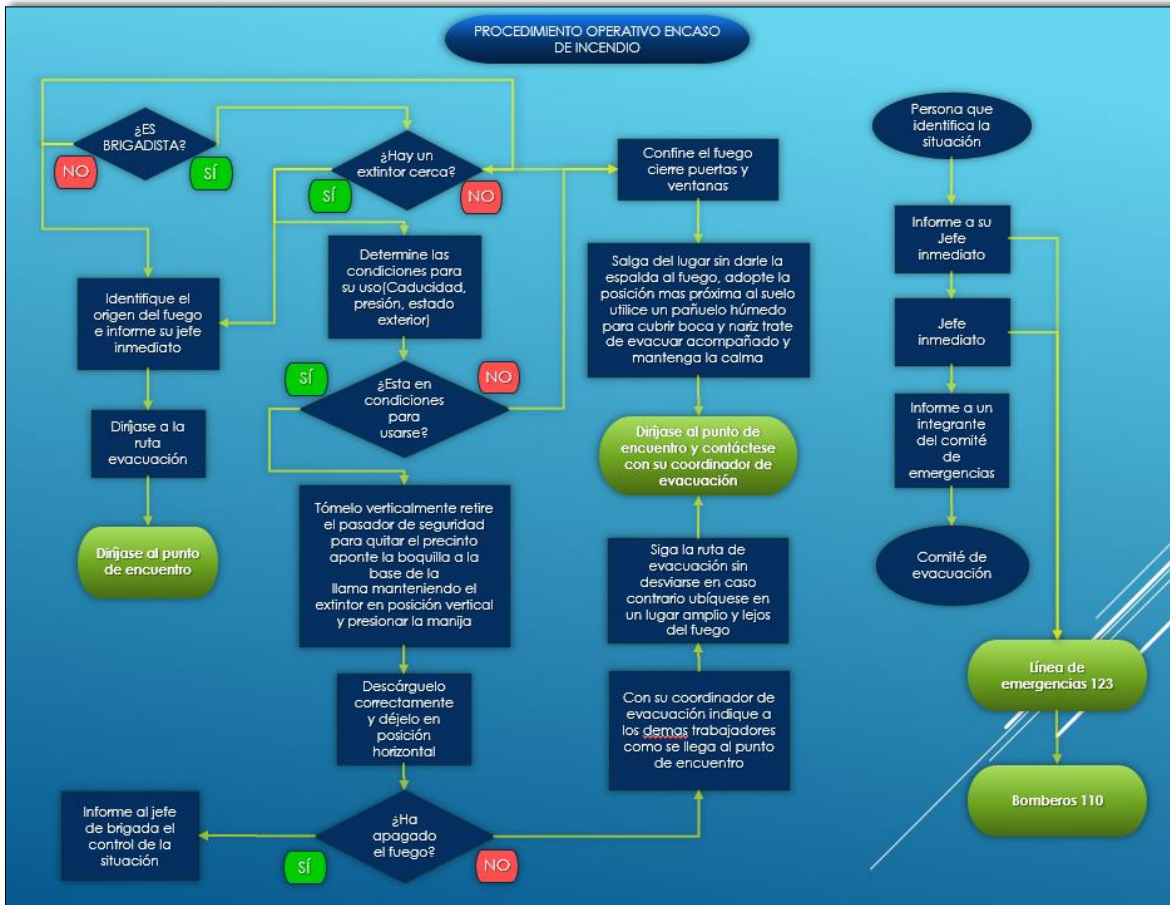 PROCEDIMIENTO OPERATIVO ENCASO
DE INCENDIO
¿ES
BRIGADISTA?
NO
SÍ
¿Hay un
extintor cerca?
SÍ
NO
Identifique el
origen del fuego
e informe su jefe
inmediato
Diríjase a la
ruta
evacuación
Diríjase al punto
de encuentro
Determine las
condiciones para
su uso(Caducidad,
presión, estado
exterior)
SÍ
NO
¿Esta en
condiciones
para
usarse?
Tómelo verticalmente retire
el pasador de seguridad
para quitar el precinto
aponte la boquilla a la
base de la
llama manteniendo el
extintor en posición vertical
y presionar la manija
Descárguelo
correctamente
y déjelo en
posición
horizontal
¿Ha
apagado
el fuego?
SÍ
NO
Informe al jefe
de brigada el
control de la
situación
Confine el fuego
cierre puertas y
ventanas
Salga del lugar sin darle la
espalda al fuego, adopte la
posición mas próxima al suelo
utilice un pañuelo húmedo
para cubrir boca y nariz trate
de evacuar acompañado y
mantenga la calma
Diríjase al punto de
encuentro y contáctese
con su coordinador de
evacuación
Siga la ruta de
evacuación sin
desviarse en caso
contrario ubíquese en
un lugar amplio y lejos
del fuego
Con su coordinador de
evacuación indique a
los demas trabajadores
como se llega al punto
de encuentro
Persona que
identifica la
situación
Informe a su
Jefe
inmediato
Jefe
inmediato
Informe a un
integrante
del comité
de
emergencias
Comité de
evacuación
Línea de
emergencias 123
Bomberos 110